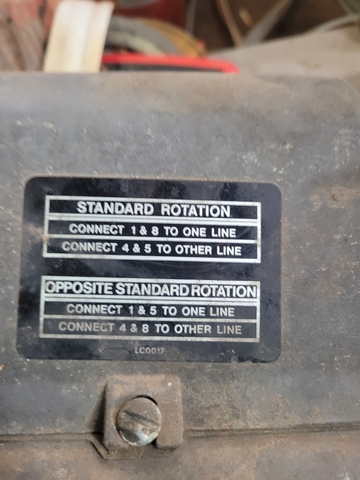 STANDARD ROTATION
CONNECT 1 & 8 TO ONE LINE
CONNECT 4 & 5 TO OTHER LINE
OPPOSITE STANDARD ROTATION
CONNECT 1 & 5 TO ONE LINE
CONNECT 4 & 8 TO OTHER LINE
LC0017